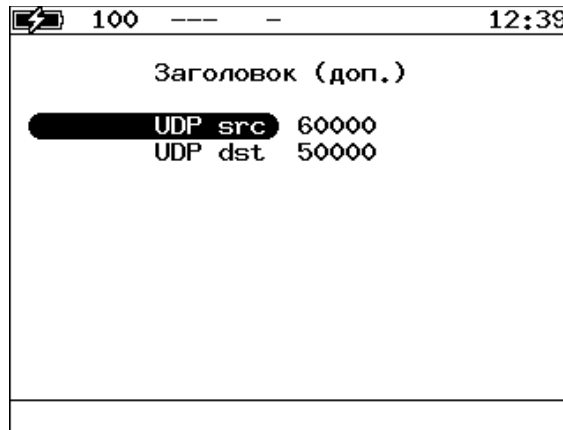 100 --- - 12:39
Заголовок (доп.)
UDP src 60000
UDP dst 50000